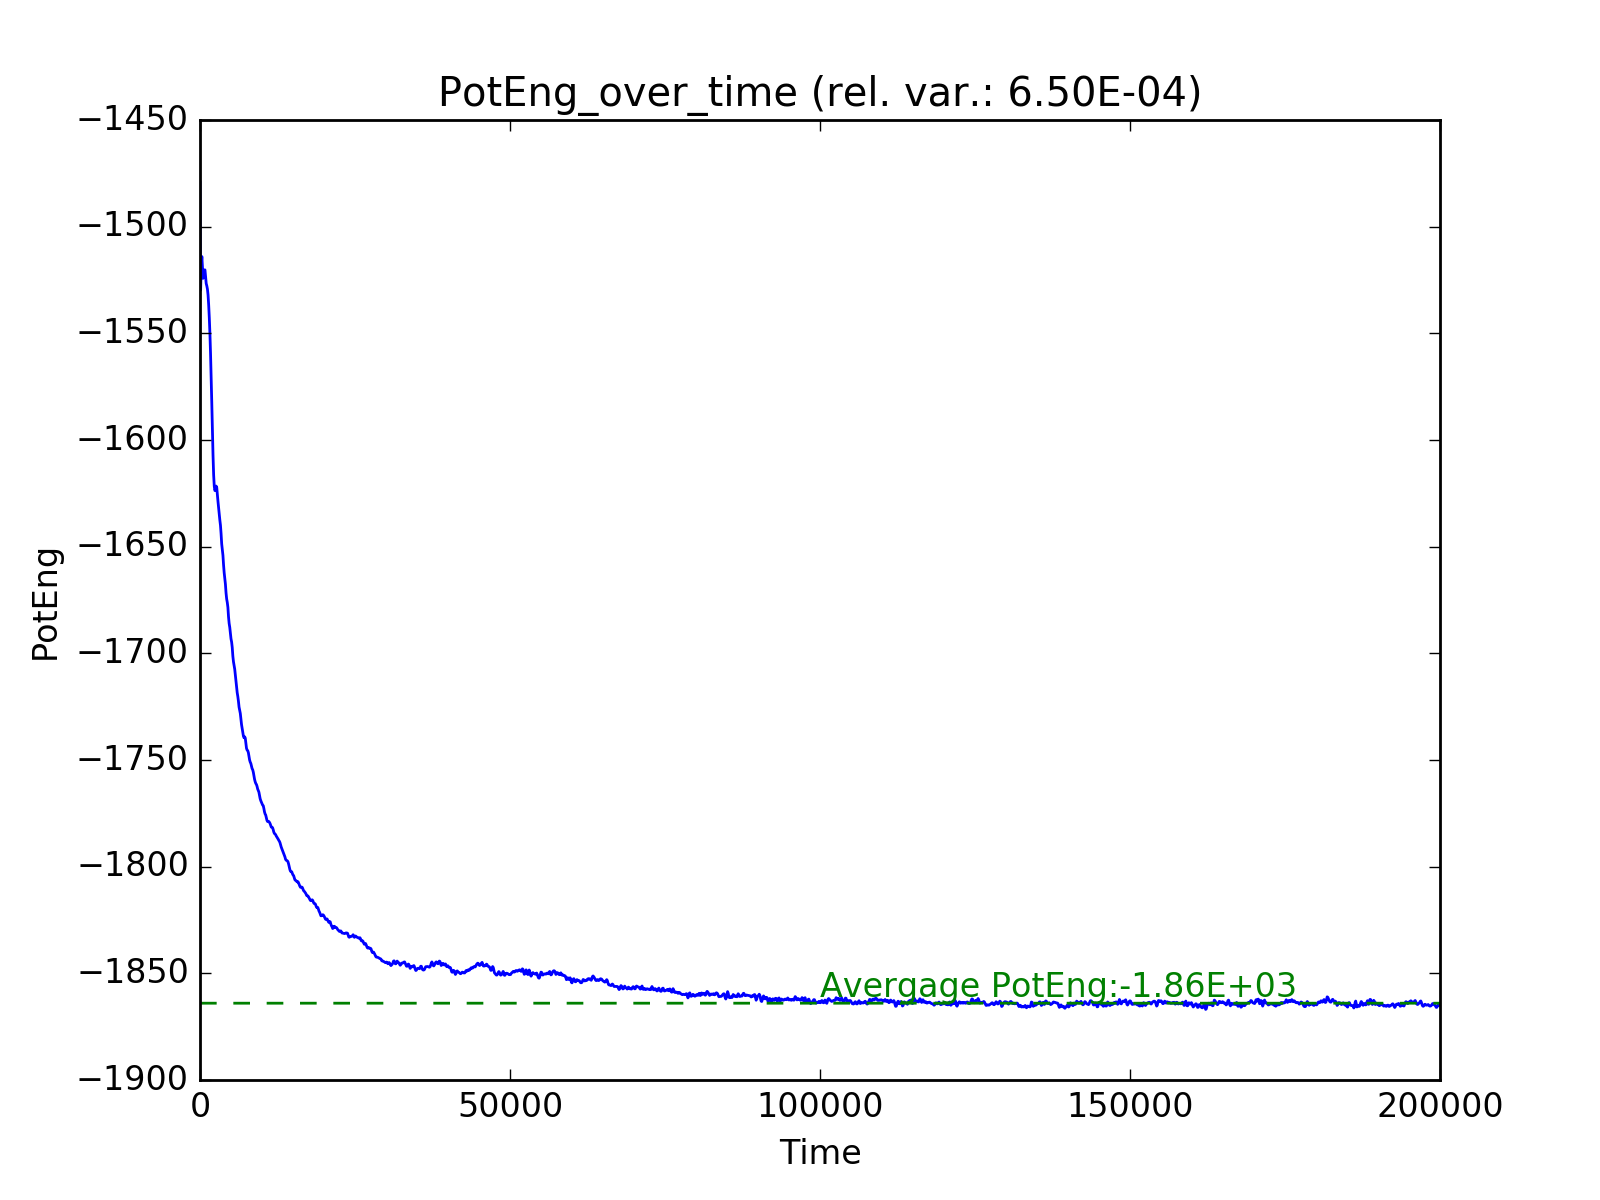 PotEng_over_time (rel. var.: 6.50E-04)
−1450
−1500
−1550
−1600
−1650
−1700
−1750
−1800
−1850
−1900
PotEng
Avergage PotEng:-1.86E+03
0 50000 100000 150000 200000
Time